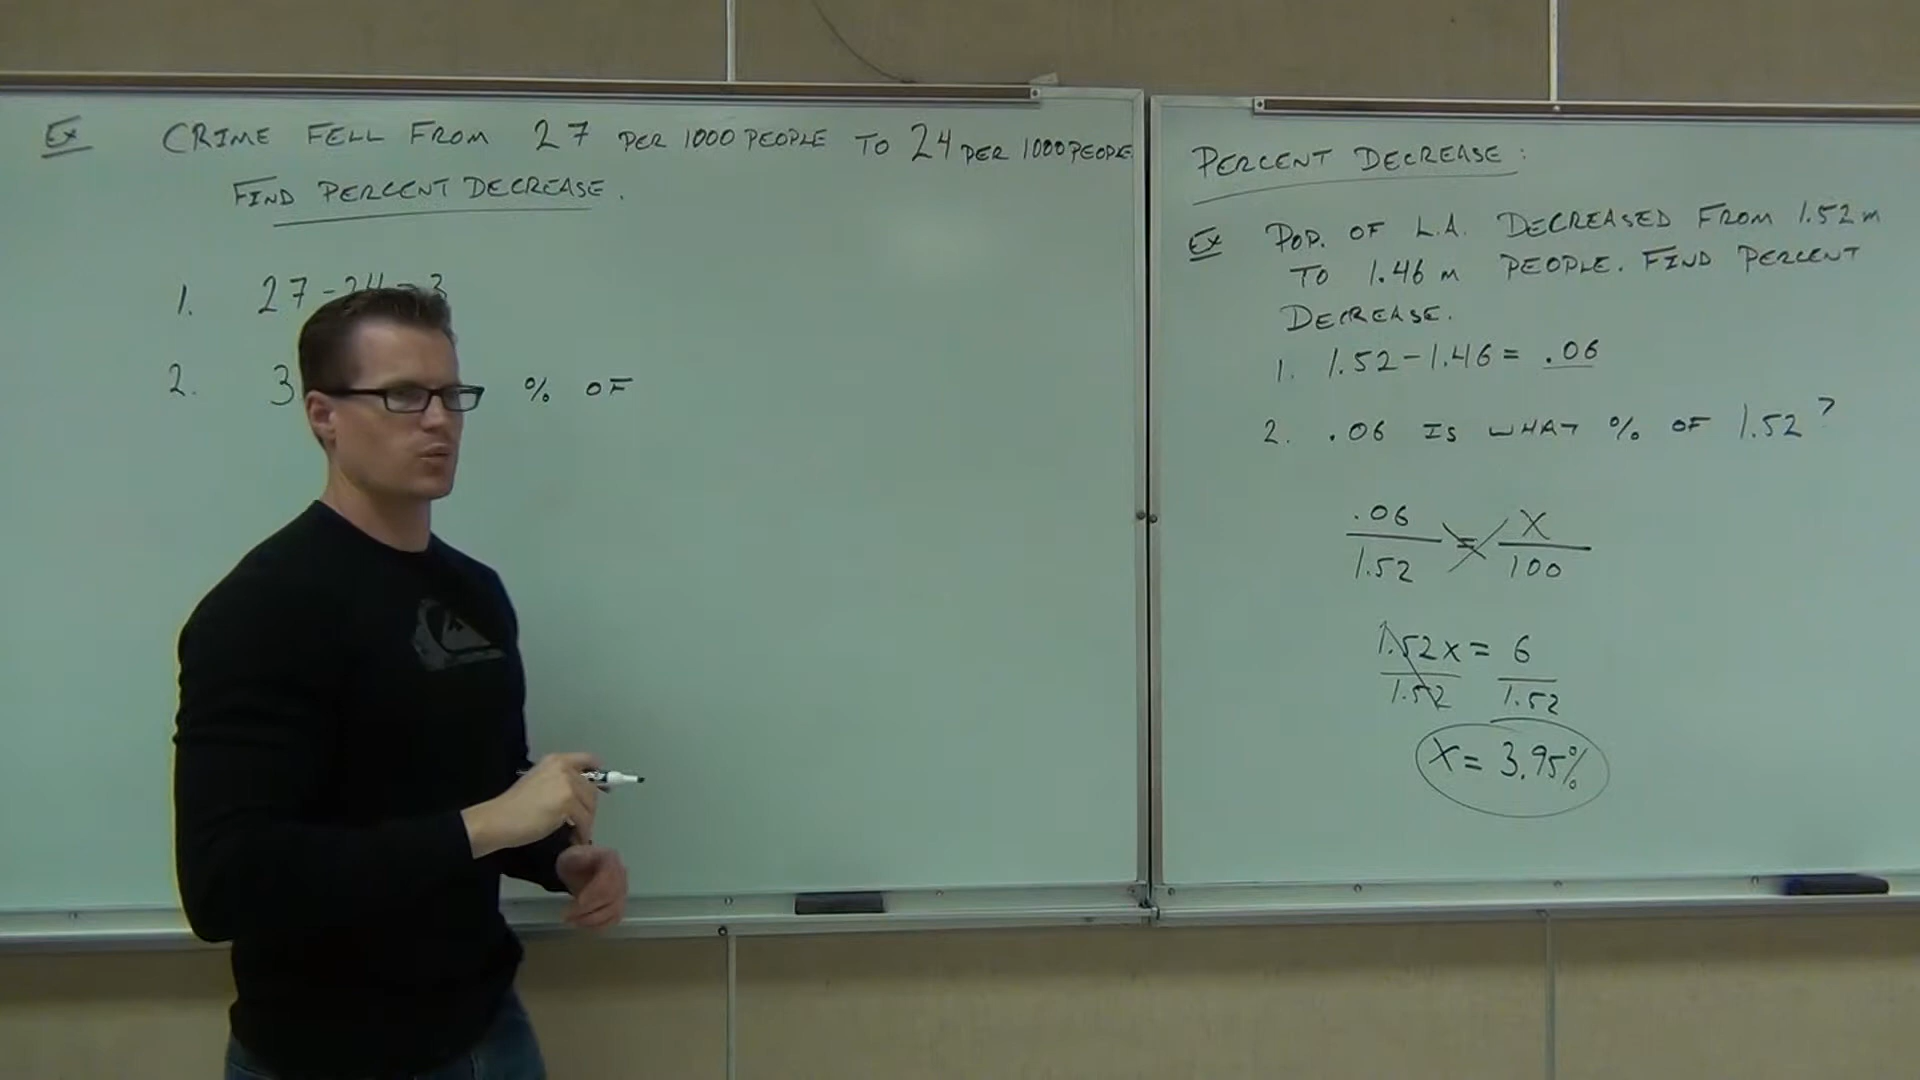 Ex CRIME FELL FROM 27 PER 1000 PEOPLE TO 24 PER 1000 PEOPLE
FIND PERCENT DECREASE.
1. 27-24=3
2. 3 % OF
PERCENT DECREASE:
Ex POP. OF L.A. DECREASED FROM 1.52 m
TO 1.46 m PEOPLE. FIND PERCENT
DECREASE.
1. 1.52-1.46= .06
2. .06 IS WHAT % OF 1.52?
.06 = X
1.52 100
1.52x = 6
1.52 1.52
X = 3.95%